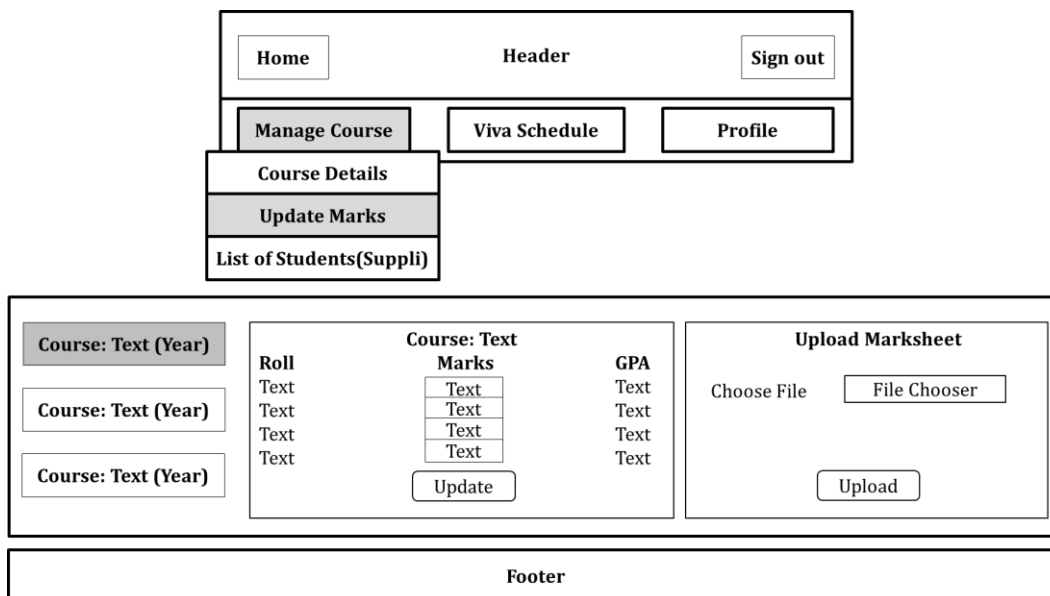 Home Header Sign out
Manage Course Viva Schedule Profile
Course Details
Update Marks
List of Students(Suppli)
Course: Text (Year)
Course: Text (Year)
Course: Text (Year)
Course: Text
Roll Marks GPA
Text Text Text
Text Text Text
Text Text Text
Text Text Text
Update
Upload Marksheet
Choose File File Chooser
Upload
Footer